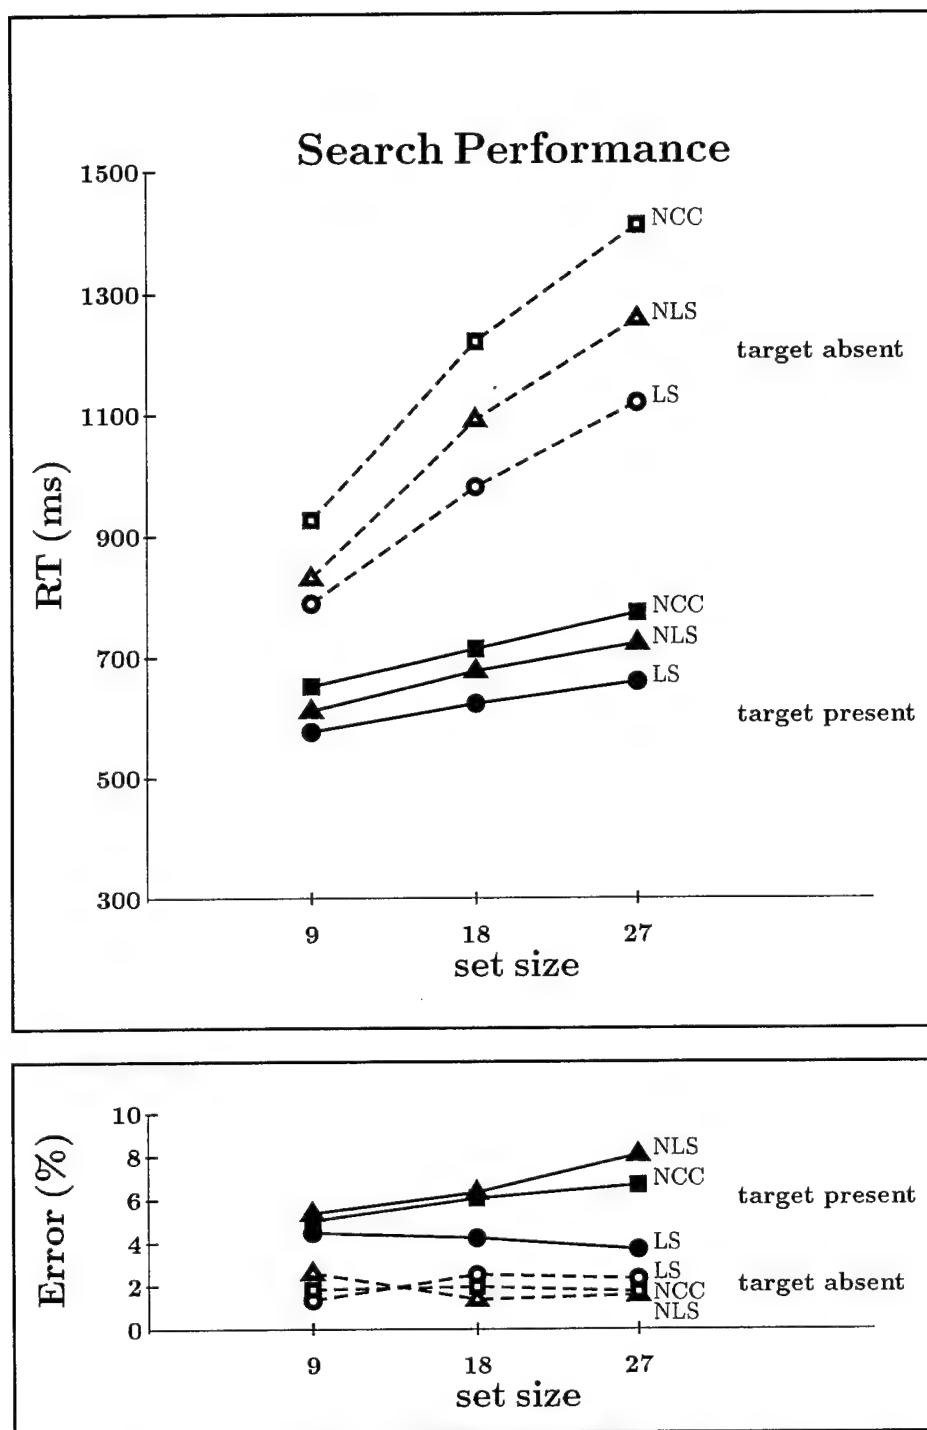 Search Performance
1500
1300
1100
900
700
500
300
RT (ms)
NCC
NLS
target absent
LS
NCC
NLS
LS
target present
9 18 27
set size
10
8
6
4
2
0
Error (%)
NLS
NCC
target present
LS
LS
target absent
NCC
NLS
9 18 27
set size